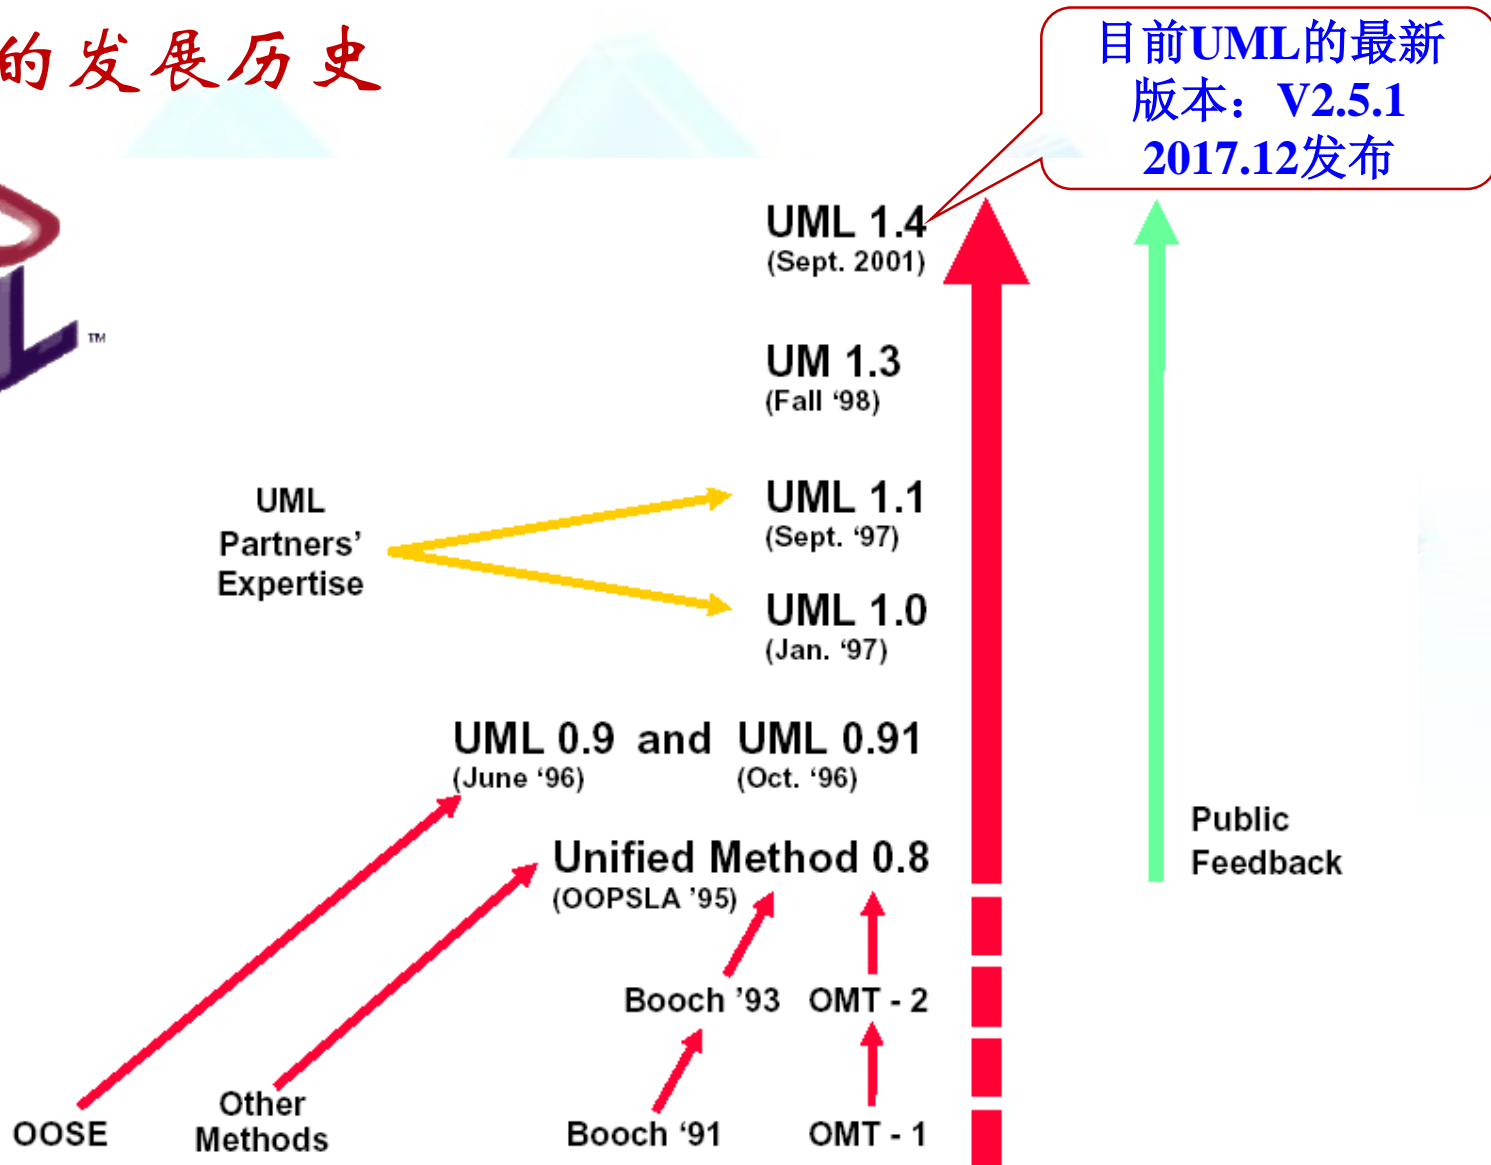 的发展历史
目前UML的最新
版本：V2.5.1
2017.12发布
UML 1.4
(Sept. 2001)
TM
UM 1.3
(Fall ‘98)
UML
Partners’
Expertise
UML 1.1
(Sept. ‘97)
UML 1.0
(Jan. ‘97)
UML 0.9 and UML 0.91
(June ‘96) (Oct. ‘96)
Public
Feedback
Unified Method 0.8
(OOPSLA ’95)
Booch ’93 OMT - 2
Other
Methods
OOSE
Booch ‘91 OMT - 1